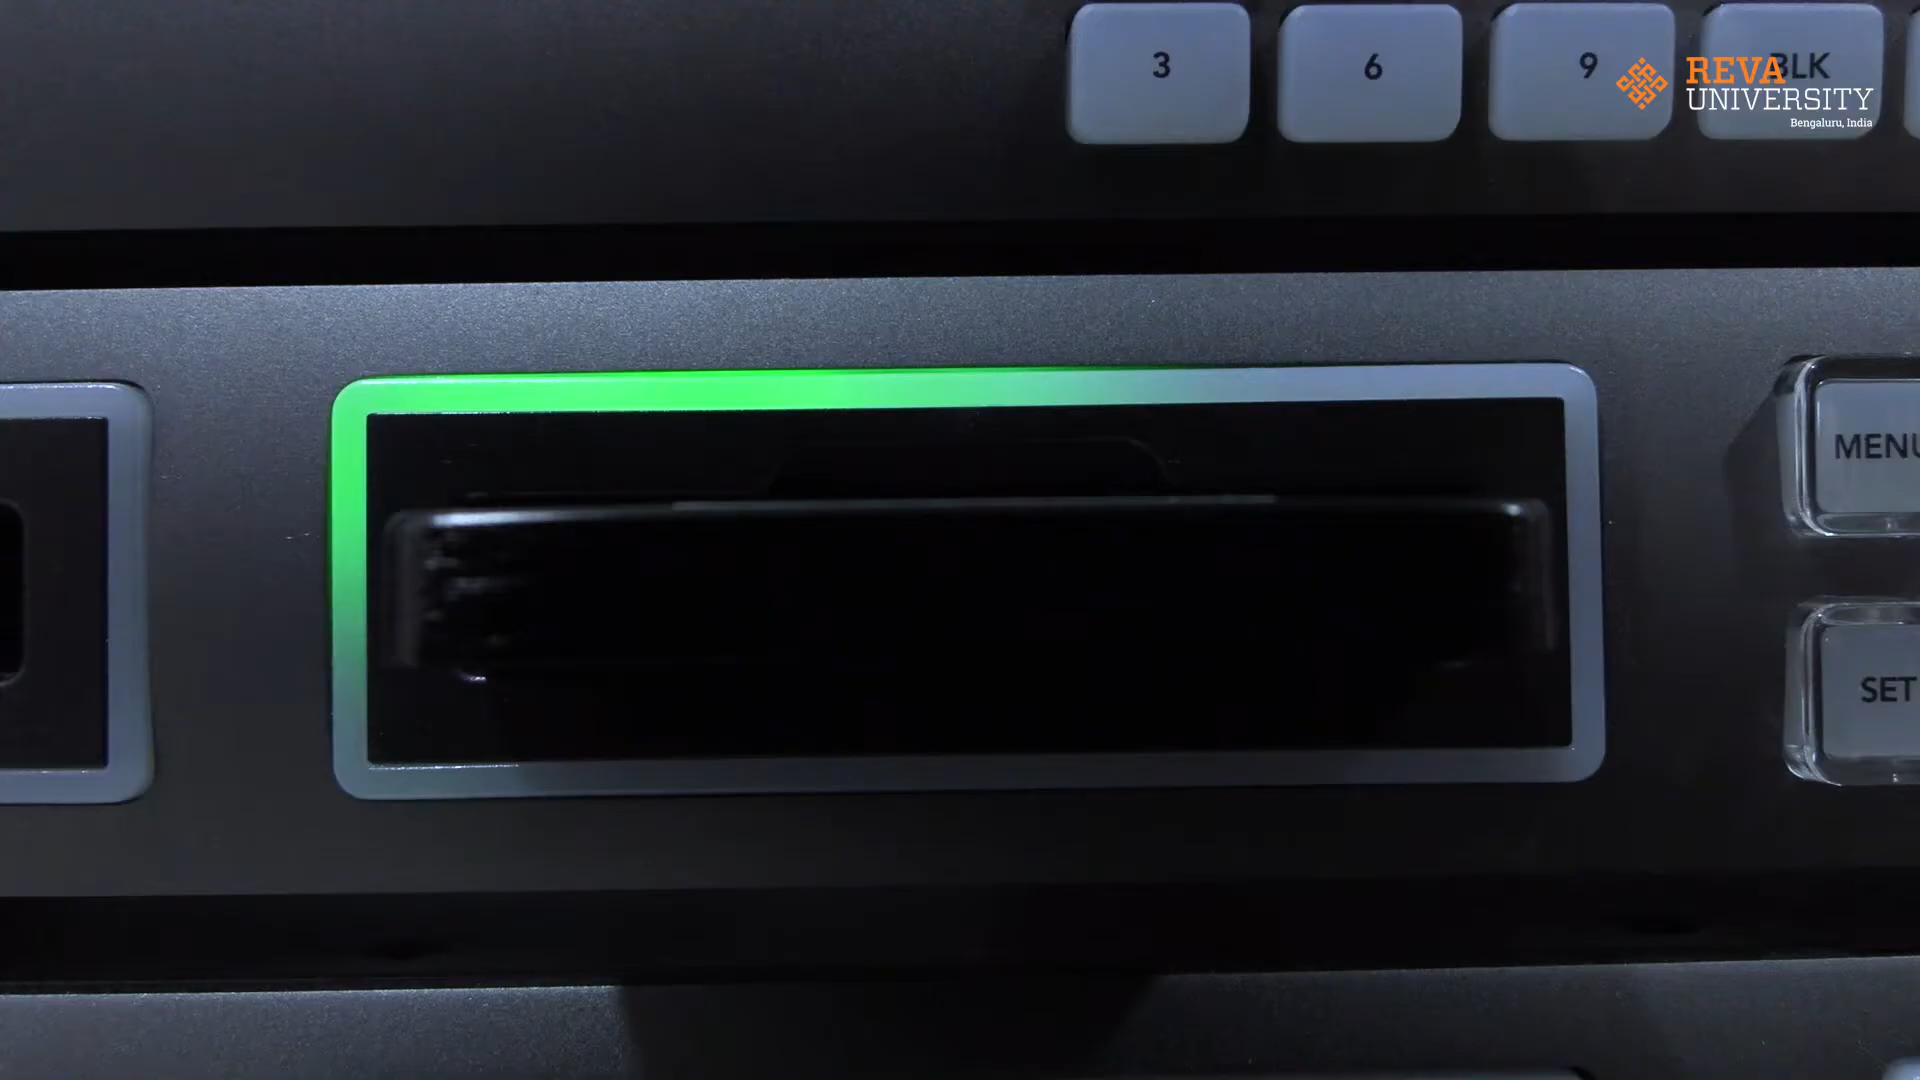 3
6
9
BLK
REVA
UNIVERSITY
Bengaluru, India
MENU
SET